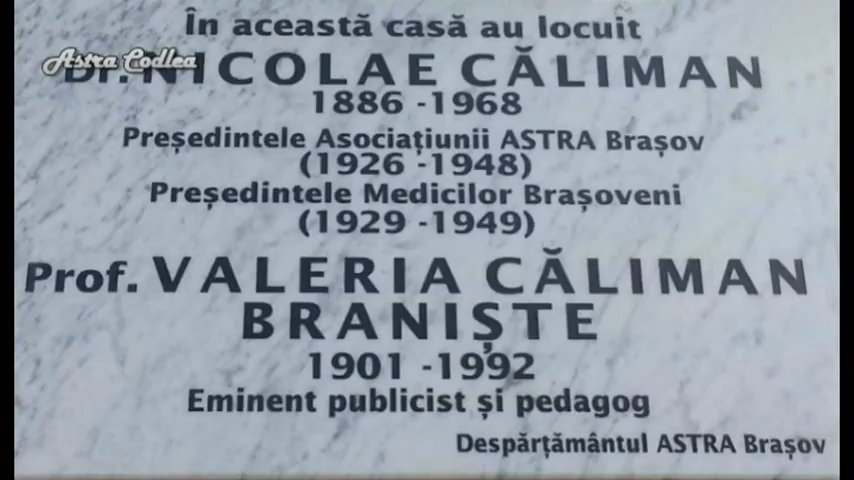 În această casă au locuit
Astra Codlea
Dr. NICOLAE CĂLIMAN
1886 -1968
Președintele Asociațiunii ASTRA Brașov
(1926 -1948)
Președintele Medicilor Brașoveni
(1929 -1949)
Prof. VALERIA CĂLIMAN
BRANIȘTE
1901 -1992
Eminent publicist și pedagog
Despărțământul ASTRA Brașov